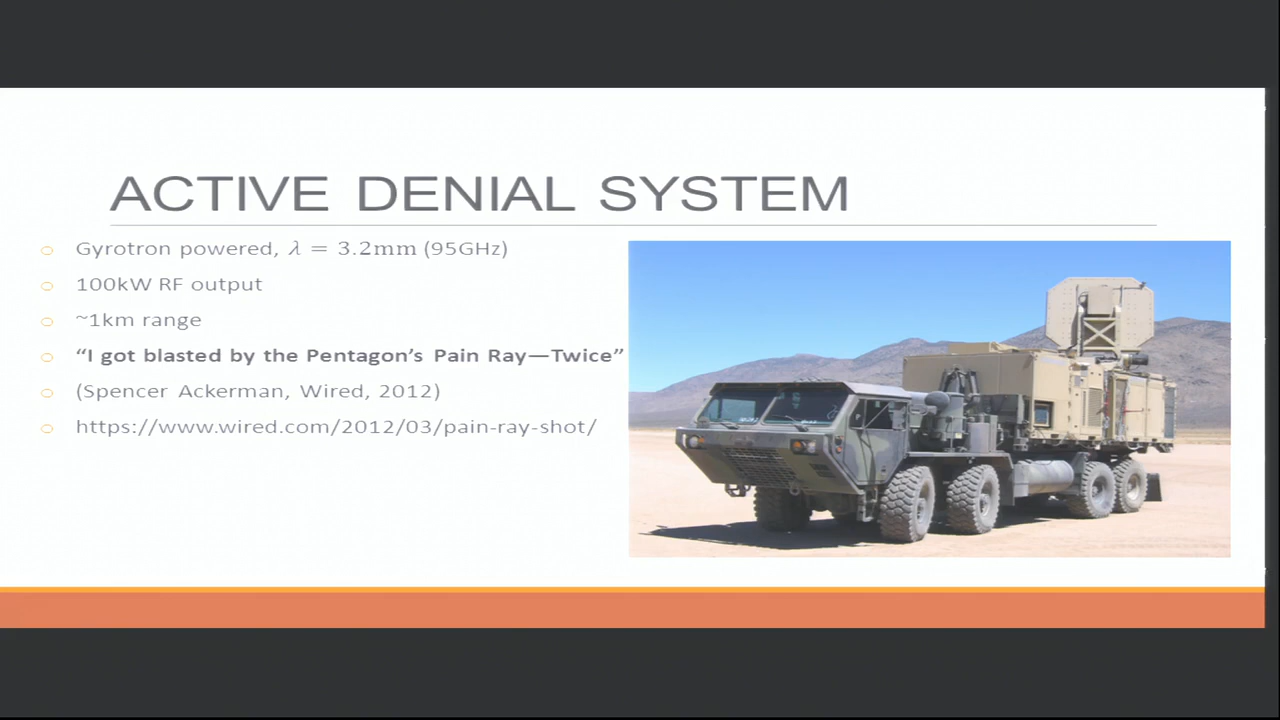 ACTIVE DENIAL SYSTEM
Gyrotron powered, λ = 3.2mm (95GHz)
100kW RF output
~1km range
“I got blasted by the Pentagon’s Pain Ray—Twice”
(Spencer Ackerman, Wired, 2012)
https://www.wired.com/2012/03/pain-ray-shot/